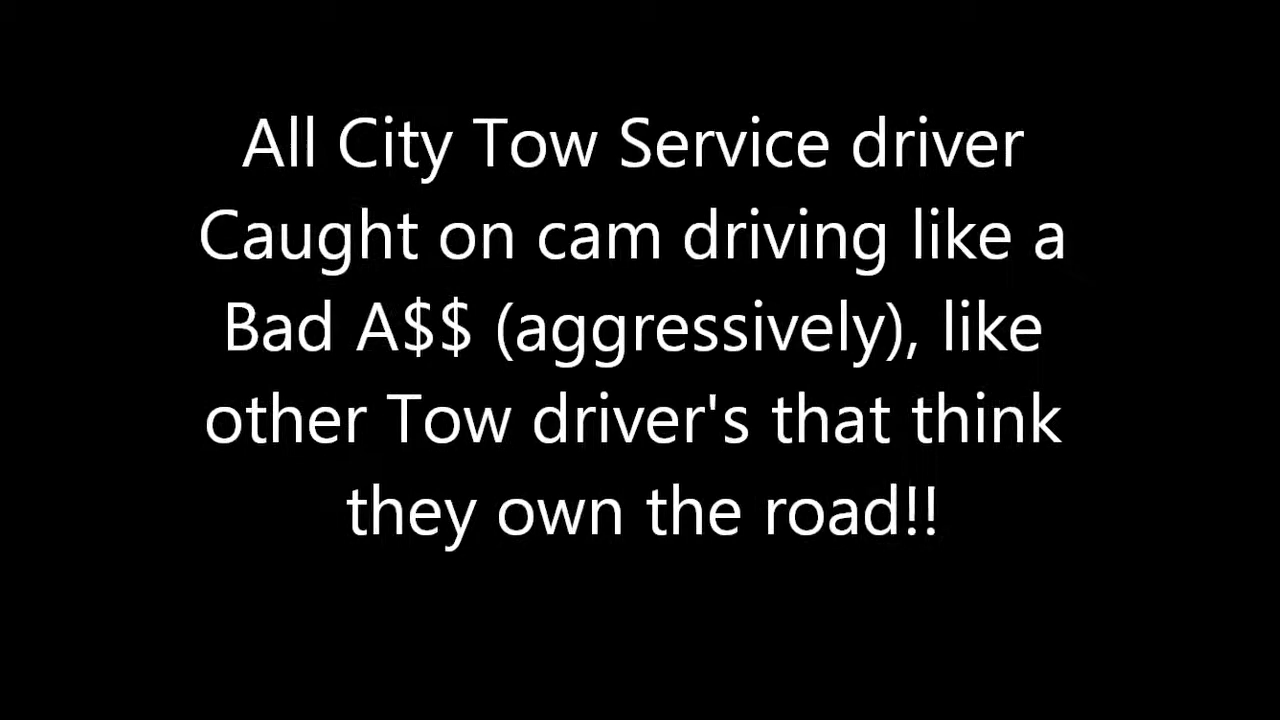 All City Tow Service driver
Caught on cam driving like a
Bad A$$ (aggressively), like
other Tow driver's that think
they own the road!!